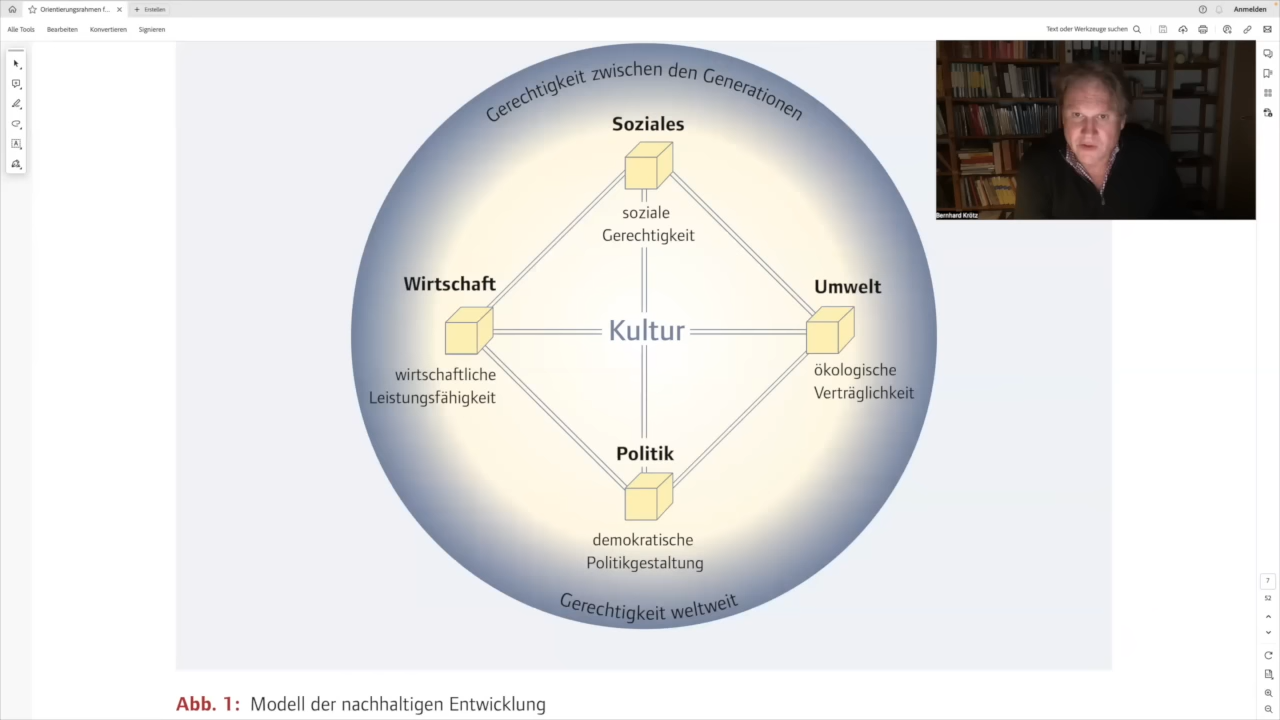 Orientierungsrahmen f...
Erstellen
Anmelden
Alle Tools
Bearbeiten
Konvertieren
Signieren
Text oder Werkzeuge suchen
Gerechtigkeit zwischen den Generationen
Soziales
soziale
Gerechtigkeit
Wirtschaft
wirtschaftliche
Leistungsfähigkeit
Kultur
Umwelt
ökologische
Verträglichkeit
Politik
demokratische
Politikgestaltung
Gerechtigkeit weltweit
Abb. 1: Modell der nachhaltigen Entwicklung
Bernhard Krötz
7
52